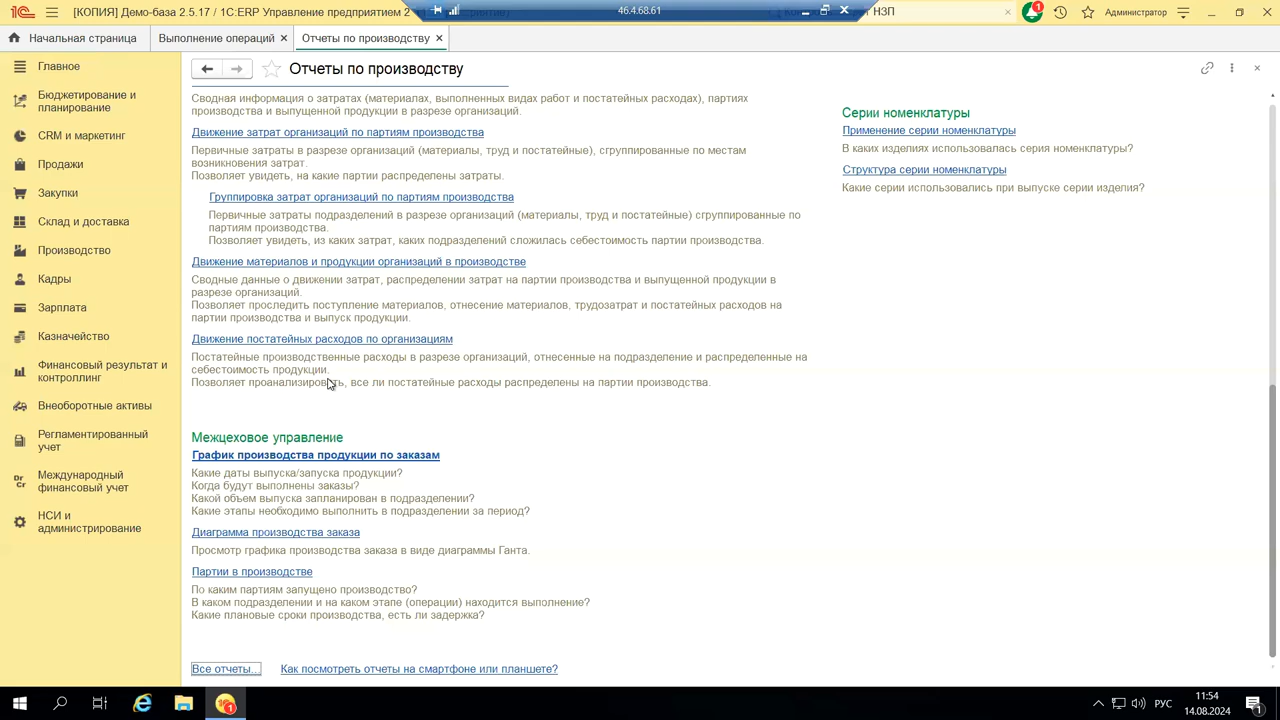 1С [КОПИЯ] Демо-база 2.5.17 / 1С:ERP Управление предприятием 2
46.4.68.61
НЗП
1
Администратор
Начальная страница
Выполнение операций ×
Отчеты по производству ×
Главное
Бюджетирование и
планирование
CRM и маркетинг
Продажи
Закупки
Склад и доставка
Производство
Кадры
Зарплата
Казначейство
Финансовый результат и
контроллинг
Внеоборотные активы
Регламентированный
учет
Dr
Cr
Международный
финансовый учет
НСИ и
администрирование
Отчеты по производству
Сводная информация о затратах (материалах, выполненных видах работ и постатейных расходах), партиях
производства и выпущенной продукции в разрезе организаций.
Движение затрат организаций по партиям производства
Первичные затраты в разрезе организаций (материалы, труд и постатейные), сгруппированные по местам
возникновения затрат.
Позволяет увидеть, на какие партии распределены затраты.
Группировка затрат организаций по партиям производства
Первичные затраты подразделений в разрезе организаций (материалы, труд и постатейные) сгруппированные по
партиям производства.
Позволяет увидеть, из каких затрат, каких подразделений сложилась себестоимость партии производства.
Движение материалов и продукции организаций в производстве
Сводные данные о движении затрат, распределении затрат на партии производства и выпущенной продукции в
разрезе организаций.
Позволяет проследить поступление материалов, отнесение материалов, трудозатрат и постатейных расходов на
партии производства и выпуск продукции.
Движение постатейных расходов по организациям
Постатейные производственные расходы в разрезе организаций, отнесенные на подразделение и распределенные на
себестоимость продукции.
Позволяет проанализировать, все ли постатейные расходы распределены на партии производства.
Межцеховое управление
График производства продукции по заказам
Какие даты выпуска/запуска продукции?
Когда будут выполнены заказы?
Какой объем выпуска запланирован в подразделении?
Какие этапы необходимо выполнить в подразделении за период?
Диаграмма производства заказа
Просмотр графика производства заказа в виде диаграммы Ганта.
Партии в производстве
По каким партиям запущено производство?
В каком подразделении и на каком этапе (операции) находится выполнение?
Какие плановые сроки производства, есть ли задержка?
Все отчеты...
Как посмотреть отчеты на смартфоне или планшете?
Серии номенклатуры
Применение серии номенклатуры
В каких изделиях использовалась серия номенклатуры?
Структура серии номенклатуры
Какие серии использовались при выпуске серии изделия?
1
РУС
11:54
14.08.2024
1